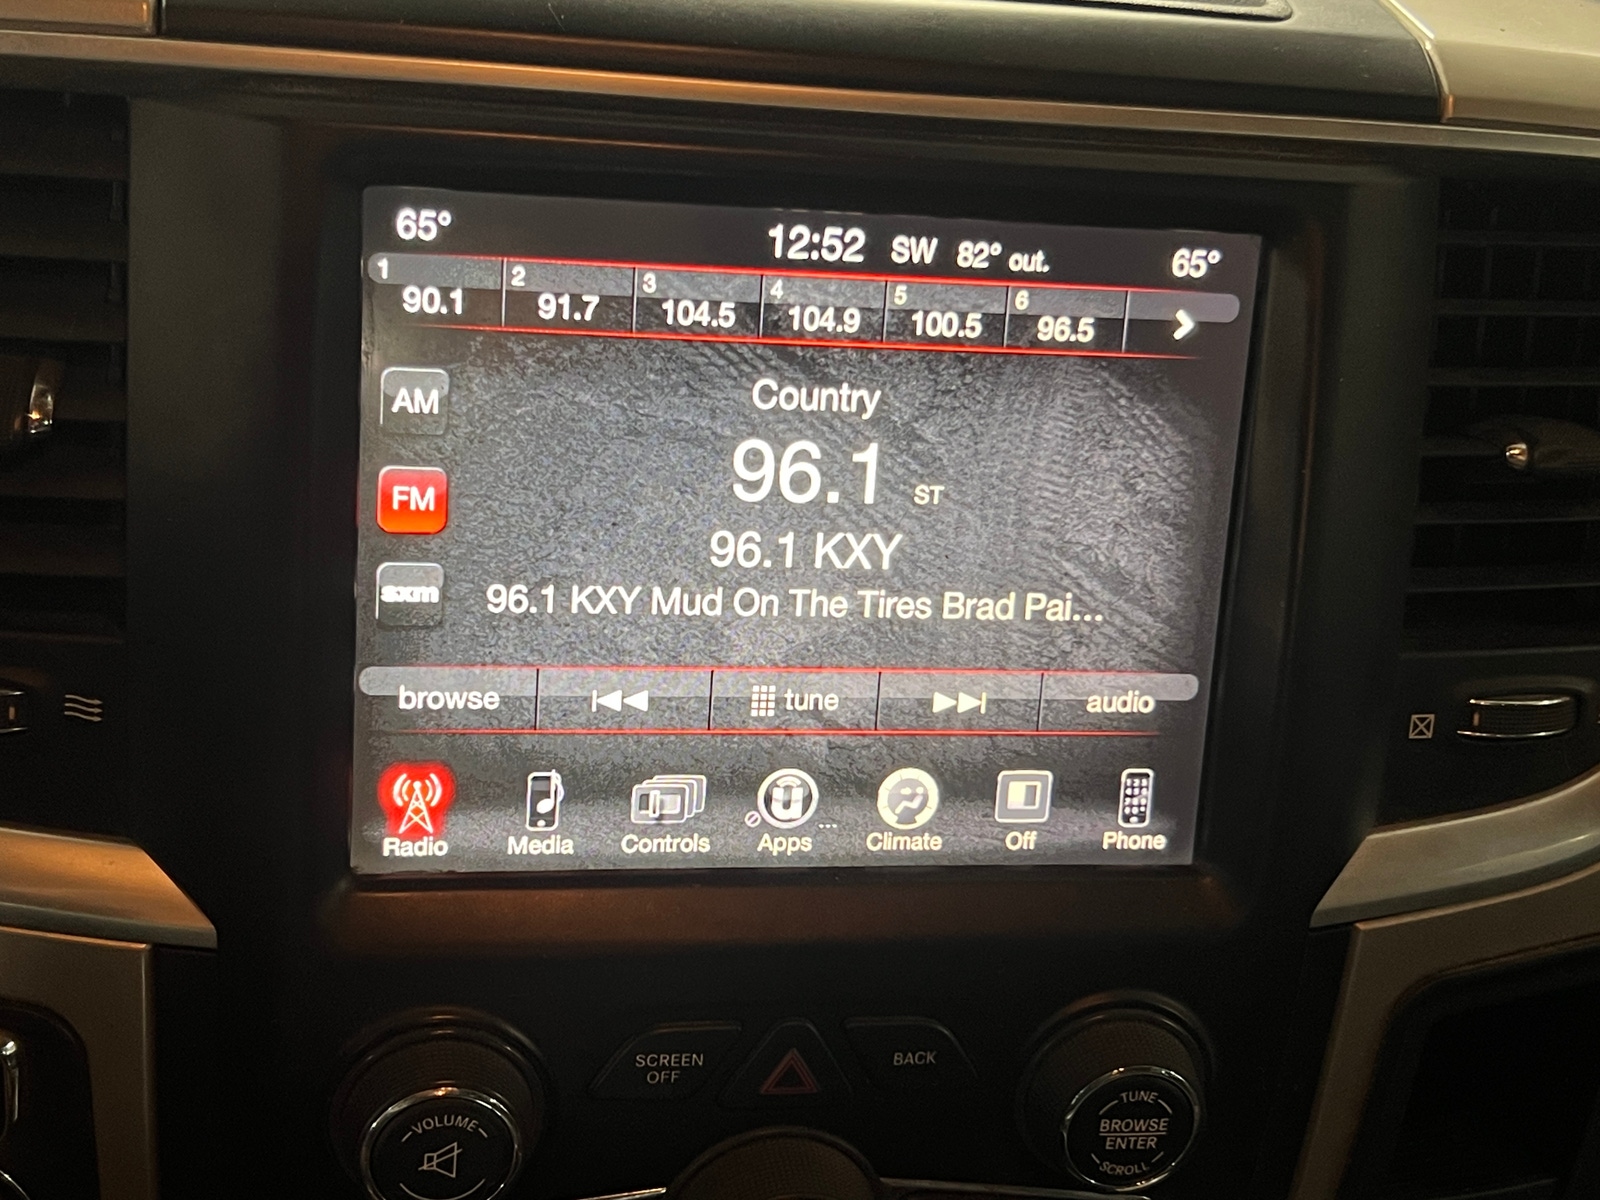 65° 12:52 SW 82° out. 65°
1 2 3 4 5 6
90.1 91.7 104.5 104.9 100.5 96.5
Country
AM
96.1 ST
FM
96.1 KXY
sxm
96.1 KXY Mud On The Tires Brad Pai...
browse tune audio
Radio Media Controls Apps ... Climate Off Phone
SCREEN
OFF
BACK
VOLUME
TUNE
BROWSE
ENTER
SCROLL